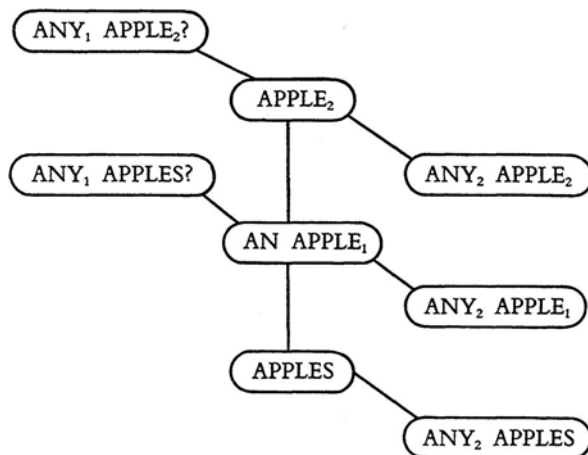 ANY₁ APPLE₂?
APPLE₂
ANY₂ APPLE₂
ANY₁ APPLES?
AN APPLE₁
ANY₂ APPLE₁
APPLES
ANY₂ APPLES